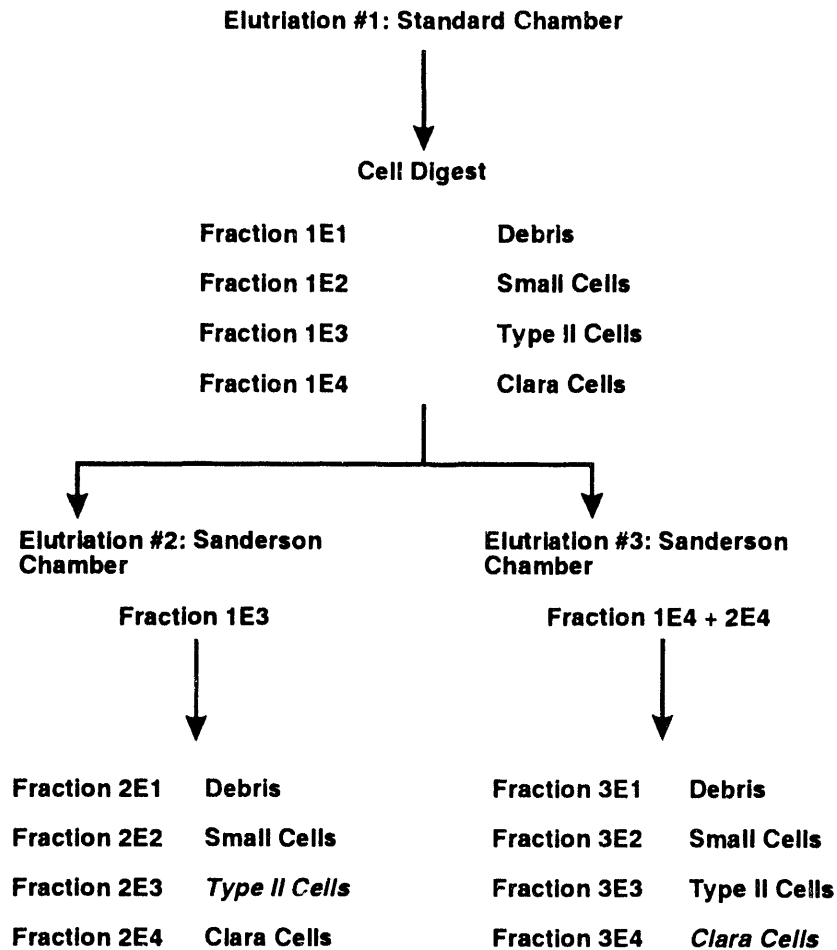 Elutriation #1: Standard Chamber
Cell Digest
Fraction 1E1 Debris
Fraction 1E2 Small Cells
Fraction 1E3 Type II Cells
Fraction 1E4 Clara Cells
Elutriation #2: Sanderson
Chamber
Fraction 1E3
Fraction 2E1 Debris
Fraction 2E2 Small Cells
Fraction 2E3 Type II Cells
Fraction 2E4 Clara Cells
Elutriation #3: Sanderson
Chamber
Fraction 1E4 + 2E4
Fraction 3E1 Debris
Fraction 3E2 Small Cells
Fraction 3E3 Type II Cells
Fraction 3E4 Clara Cells